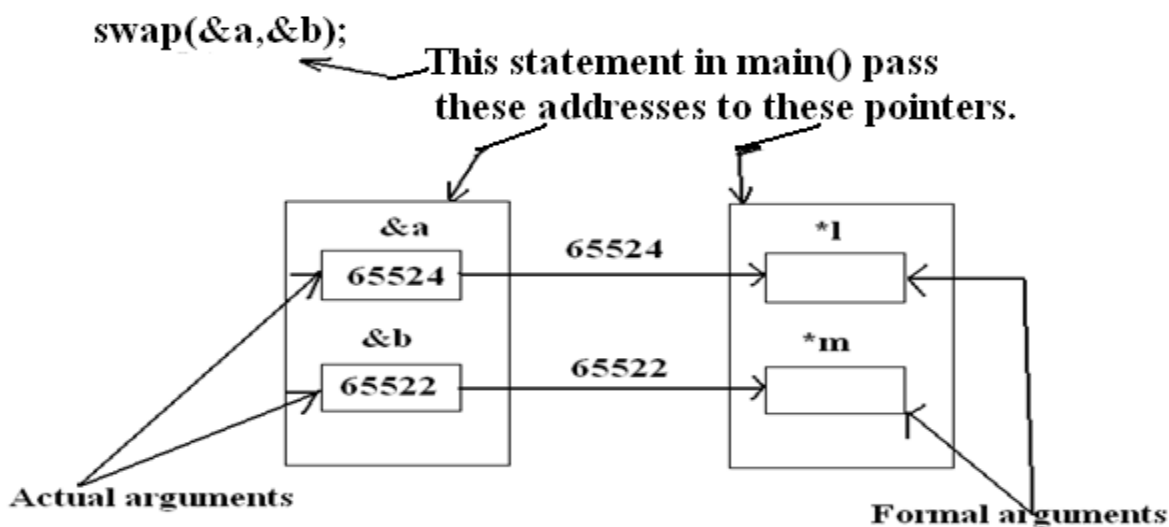 swap(&a,&b);
This statement in main() pass
these addresses to these pointers.
&a
65524
65524
*l
&b
65522
65522
*m
Actual arguments
Formal arguments